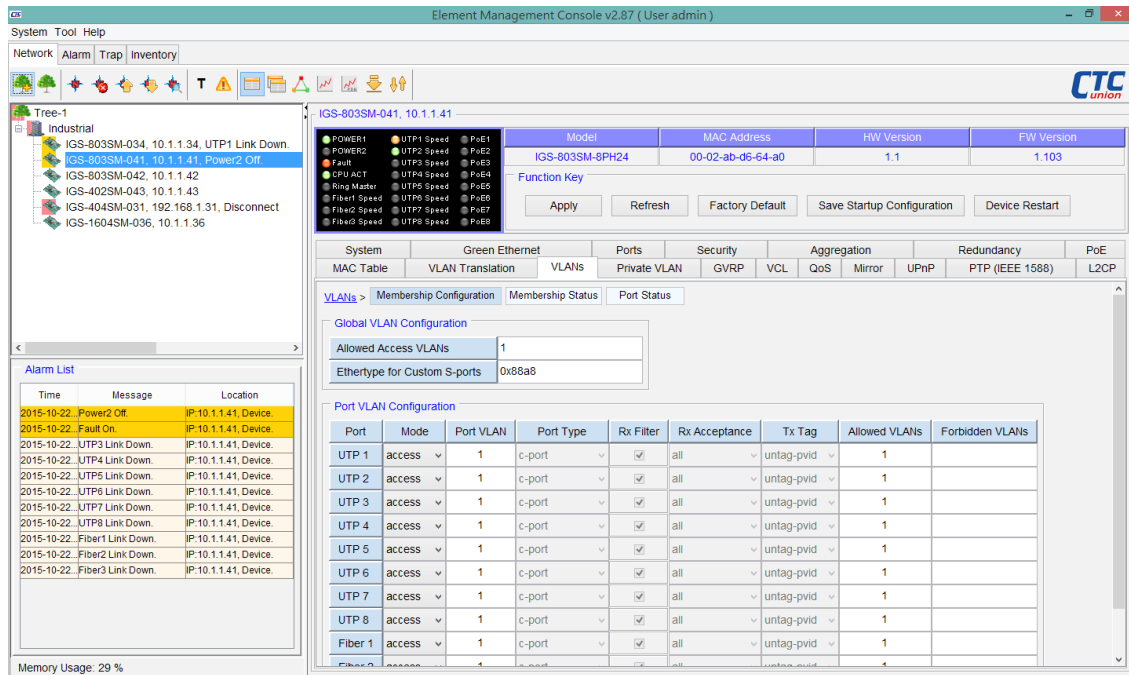 CTS
Element Management Console v2.87 ( User admin )
System Tool Help
Network Alarm Trap Inventory
T
CTC union
Tree-1
Industrial
IGS-803SM-034, 10.1.1.34, UTP1 Link Down.
IGS-803SM-041, 10.1.1.41, Power2 Off.
IGS-803SM-042, 10.1.1.42
IGS-402SM-043, 10.1.1.43
IGS-404SM-031, 192.168.1.31, Disconnect
IGS-1604SM-036, 10.1.1.36
Alarm List
Time Message Location
2015-10-22... Power2 Off. IP:10.1.1.41, Device.
2015-10-22... Fault On. IP:10.1.1.41, Device.
2015-10-22... UTP3 Link Down. IP:10.1.1.41, Device.
2015-10-22... UTP4 Link Down. IP:10.1.1.41, Device.
2015-10-22... UTP5 Link Down. IP:10.1.1.41, Device.
2015-10-22... UTP6 Link Down. IP:10.1.1.41, Device.
2015-10-22... UTP7 Link Down. IP:10.1.1.41, Device.
2015-10-22... UTP8 Link Down. IP:10.1.1.41, Device.
2015-10-22... Fiber1 Link Down. IP:10.1.1.41, Device.
2015-10-22... Fiber2 Link Down. IP:10.1.1.41, Device.
2015-10-22... Fiber3 Link Down. IP:10.1.1.41, Device.
Memory Usage: 29 %
IGS-803SM-041, 10.1.1.41
POWER1 UTP1 Speed PoE1
POWER2 UTP2 Speed PoE2
Fault UTP3 Speed PoE3
CPU ACT UTP4 Speed PoE4
Ring Master UTP5 Speed PoE5
Fiber1 Speed UTP6 Speed PoE6
Fiber2 Speed UTP7 Speed PoE7
Fiber3 Speed UTP8 Speed PoE8
Model MAC Address HW Version FW Version
IGS-803SM-8PH24 00-02-ab-d6-64-a0 1.1 1.103
Function Key
Apply Refresh Factory Default Save Startup Configuration Device Restart
System Green Ethernet Ports Security Aggregation Redundancy PoE
MAC Table VLAN Translation VLANs Private VLAN GVRP VCL QoS Mirror UPnP PTP (IEEE 1588) L2CP
VLANs > Membership Configuration Membership Status Port Status
Global VLAN Configuration
Allowed Access VLANs 1
Ethertype for Custom S-ports 0x88a8
Port VLAN Configuration
Port Mode Port VLAN Port Type Rx Filter Rx Acceptance Tx Tag Allowed VLANs Forbidden VLANs
UTP 1 access 1 c-port all untag-pvid 1
UTP 2 access 1 c-port all untag-pvid 1
UTP 3 access 1 c-port all untag-pvid 1
UTP 4 access 1 c-port all untag-pvid 1
UTP 5 access 1 c-port all untag-pvid 1
UTP 6 access 1 c-port all untag-pvid 1
UTP 7 access 1 c-port all untag-pvid 1
UTP 8 access 1 c-port all untag-pvid 1
Fiber 1 access 1 c-port all untag-pvid 1